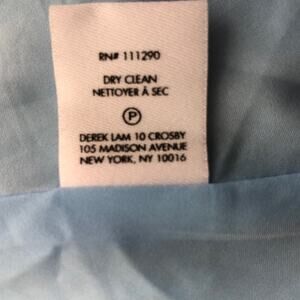 RN# 111290
DRY CLEAN
NETTOYER À SEC
P
DEREK LAM 10 CROSBY
105 MADISON AVENUE
NEW YORK, NY 10016